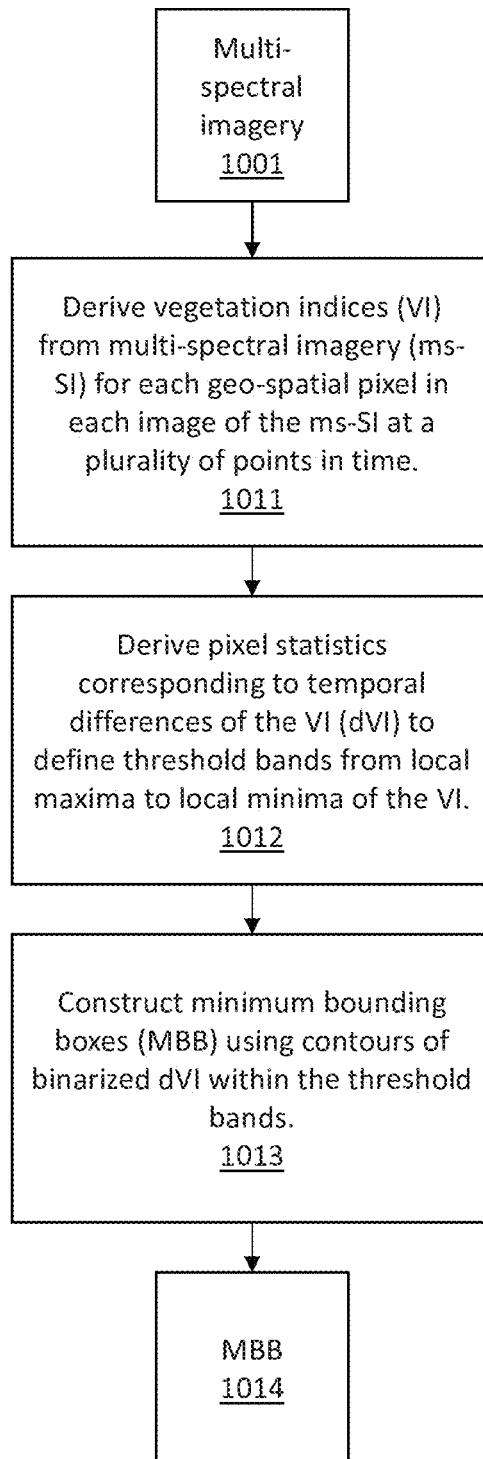 Multi-
spectral
imagery
1001
Derive vegetation indices (VI)
from multi-spectral imagery (ms-
SI) for each geo-spatial pixel in
each image of the ms-SI at a
plurality of points in time.
1011
Derive pixel statistics
corresponding to temporal
differences of the VI (dVI) to
define threshold bands from local
maxima to local minima of the VI.
1012
Construct minimum bounding
boxes (MBB) using contours of
binarized dVI within the threshold
bands.
1013
MBB
1014